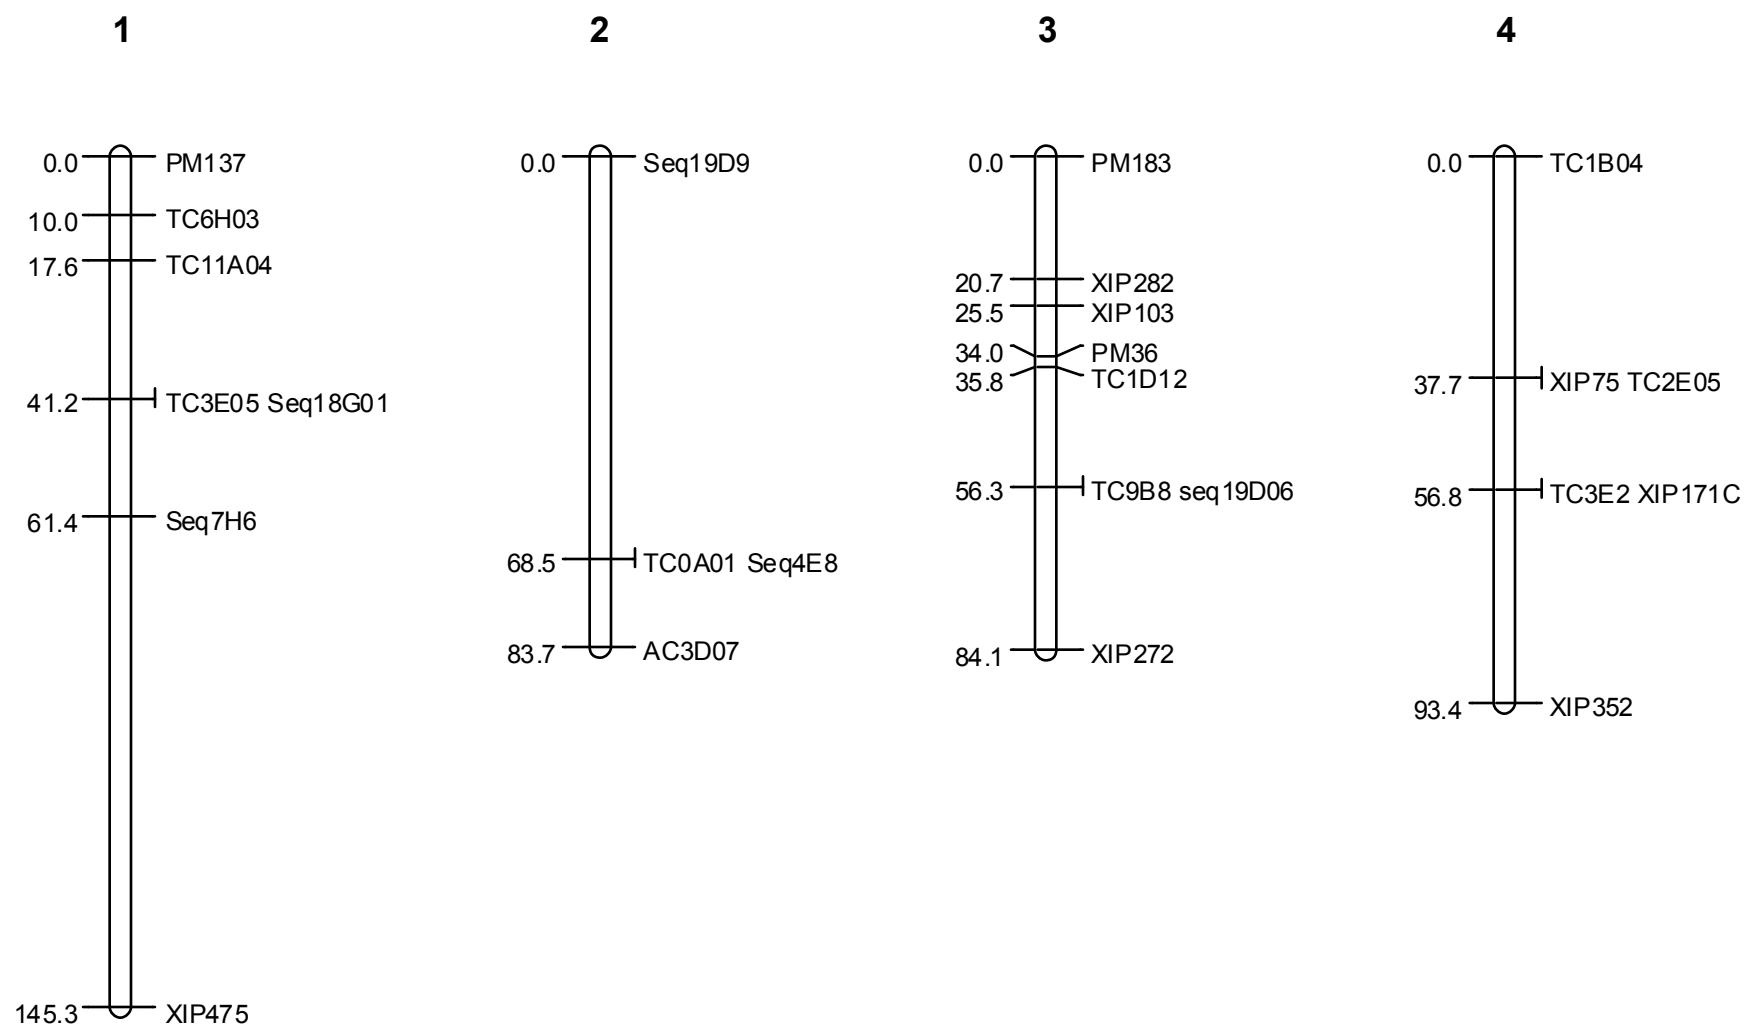 1
0.0 PM137
10.0 TC6H03
17.6 TC11A04
41.2 TC3E05 Seq18G01
61.4 Seq7H6
145.3 XIP475
2
0.0 Seq19D9
68.5 TC0A01 Seq4E8
83.7 AC3D07
3
0.0 PM183
20.7 XIP282
25.5 XIP103
34.0 PM36
35.8 TC1D12
56.3 TC9B8 seq19D06
84.1 XIP272
4
0.0 TC1B04
37.7 XIP75 TC2E05
56.8 TC3E2 XIP171C
93.4 XIP352